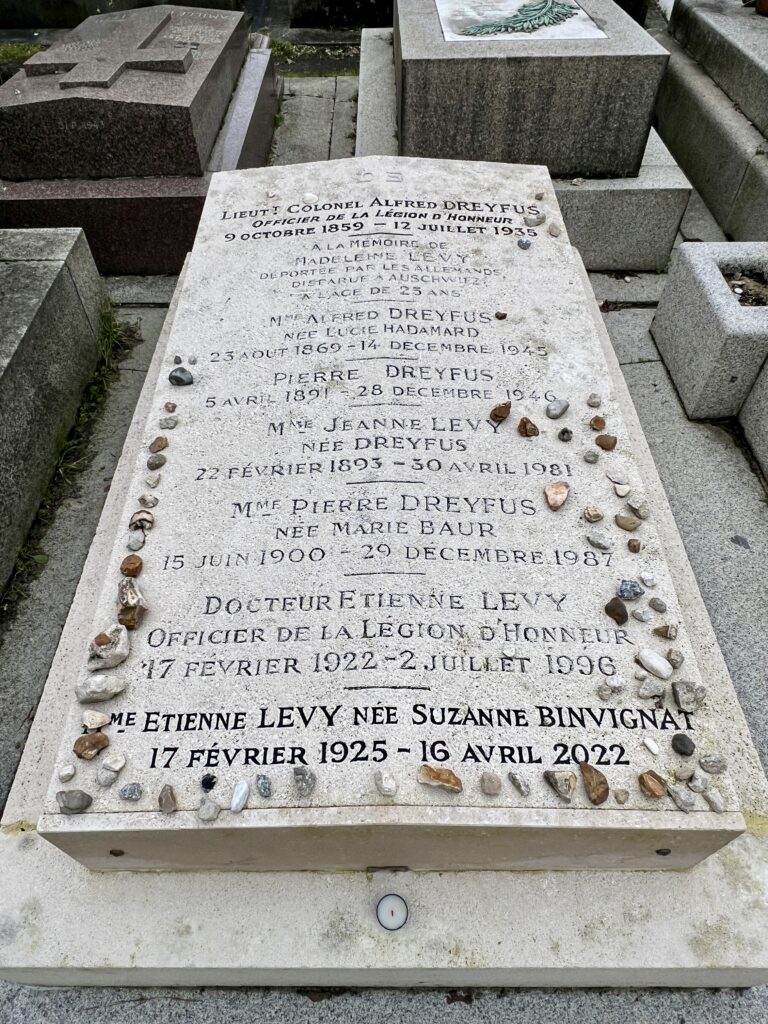 LIEUT! COLONEL ALFRED DREYFUS
OFFICIER DE LA LÉGION D'HONNEUR
9 OCTOBRE 1859 – 12 JUILLET 1935
A LA MÉMOIRE DE
MADELEINE LEVY
DÉPORTÉE PAR LES ALLEMANDS
DISPARUE A AUSCHWITZ
A L'AGE DE 25 ANS
MME ALFRED DREYFUS
NÉE LUCIE HADAMARD
23 AOUT 1869 - 14 DÉCEMBRE 1945
PIERRE DREYFUS
5 AVRIL 1891 - 28 DÉCEMBRE 1946
MME JEANNE LEVY
NÉE DREYFUS
22 FÉVRIER 1893 – 30 AVRIL 1981
MME PIERRE DREYFUS
NÉE MARIE BAUR
15 JUIN 1900 - 29 DÉCEMBRE 1987
DOCTEUR ETIENNE LEVY
OFFICIER DE LA LÉGION D'HONNEUR
17 FÉVRIER 1922 - 2 JUILLET 1996
MME ETIENNE LEVY NÉE SUZANNE BINVIGNAT
17 FÉVRIER 1925 - 16 AVRIL 2022